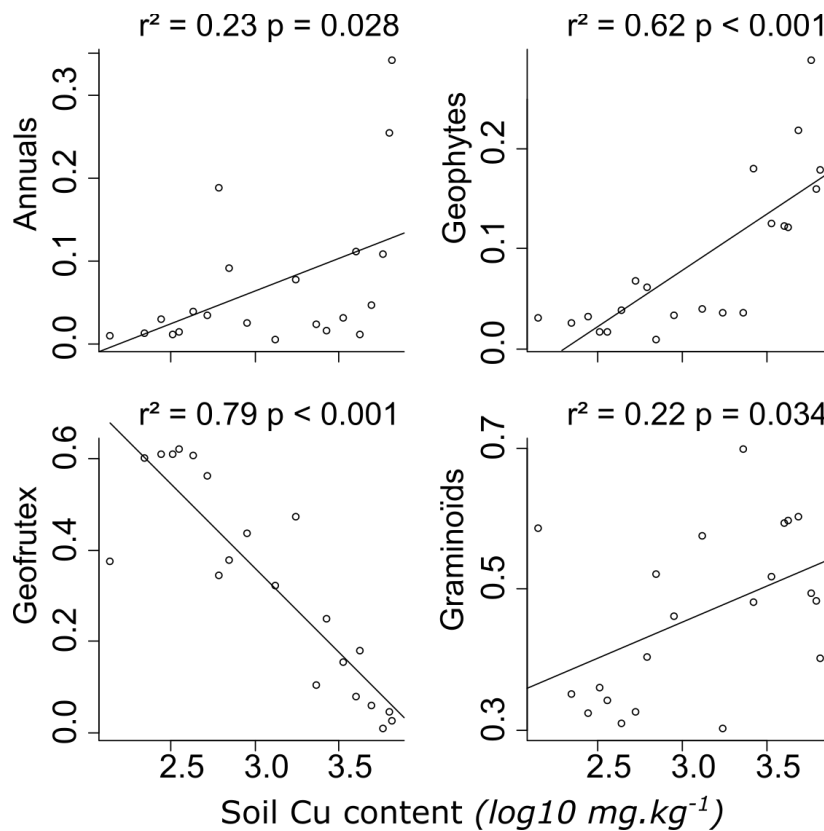 r² = 0.23 p = 0.028
r² = 0.62 p < 0.001
Annuals
0.0 0.1 0.2 0.3
Geophytes
0.0 0.1 0.2
r² = 0.79 p < 0.001
r² = 0.22 p = 0.034
Geofrutex
0.0 0.2 0.4 0.6
Graminoïds
0.3 0.5 0.7
2.5 3.0 3.5
2.5 3.0 3.5
Soil Cu content (log10 mg.kg⁻¹)